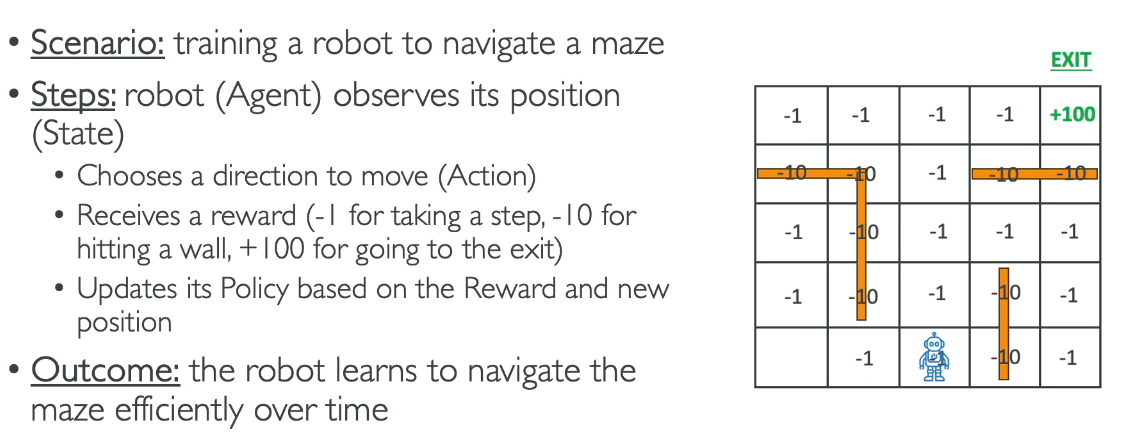 • Scenario: training a robot to navigate a maze
• Steps: robot (Agent) observes its position
(State)
• Chooses a direction to move (Action)
• Receives a reward (-1 for taking a step, -10 for
hitting a wall, +100 for going to the exit)
• Updates its Policy based on the Reward and new
position
• Outcome: the robot learns to navigate the
maze efficiently over time
EXIT
-1 -1 -1 -1 +100
-10 -10 -1 -10 -10
-1 -10 -1 -1 -1
-1 -10 -1 -10 -1
-1 -1 -10 -1